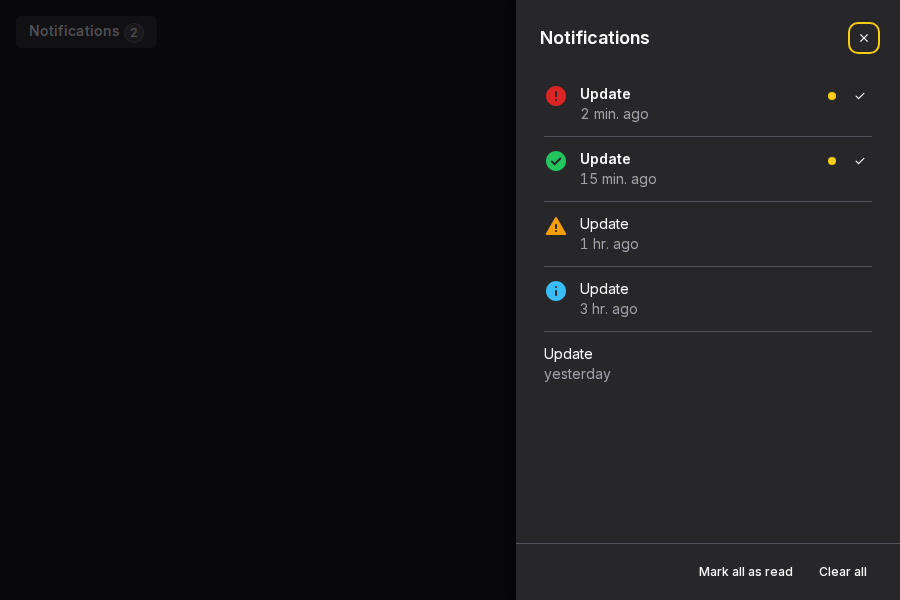 Notifications 2
Notifications
Update
2 min. ago
Update
15 min. ago
Update
1 hr. ago
Update
3 hr. ago
Update
yesterday
Mark all as read Clear all